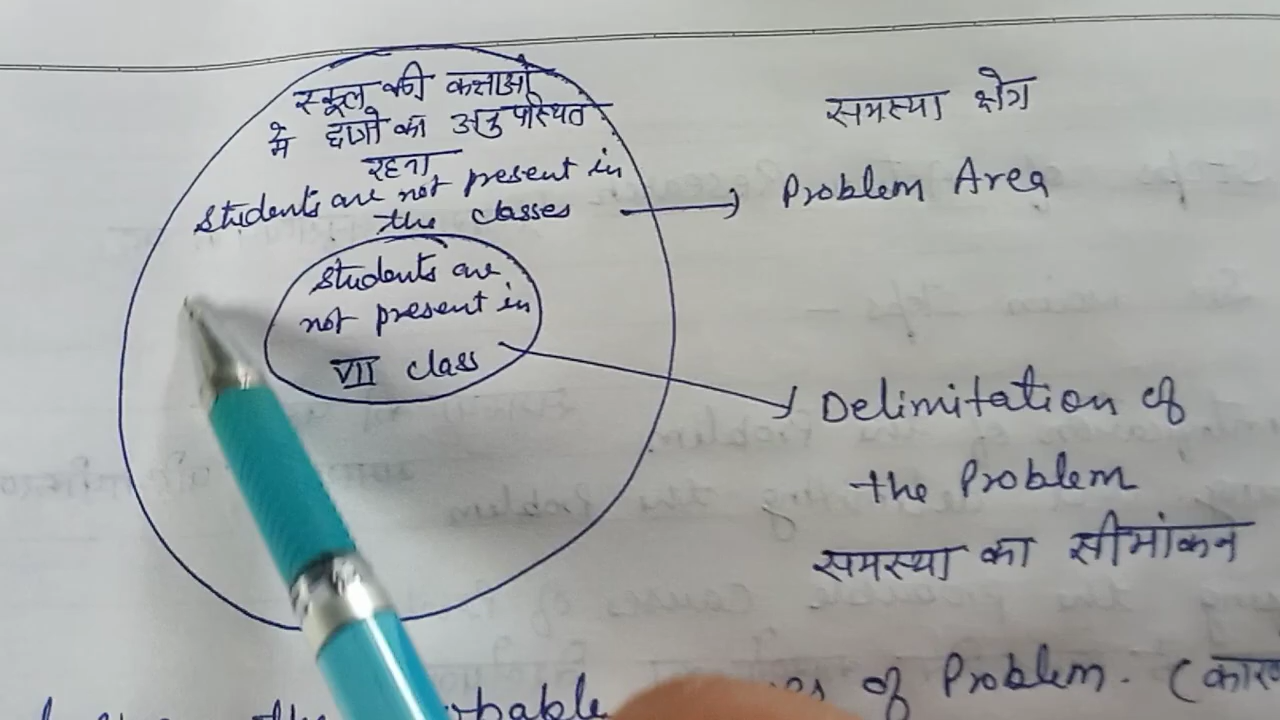 स्कूल की कक्षाओं
में छात्रों का अनुपस्थित
रहना
students are not present in
the classes
students are
not present in
VII class
समस्या क्षेत्र
Problem Area
Delimitation of
the Problem
समस्या का सीमांकन
of Problem. (